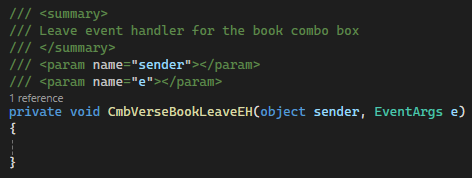 /// <summary>
/// Leave event handler for the book combo box
/// </summary>
/// <param name="sender"></param>
/// <param name="e"></param>
1 reference
private void CmbVerseBookLeaveEH(object sender, EventArgs e)
{
}